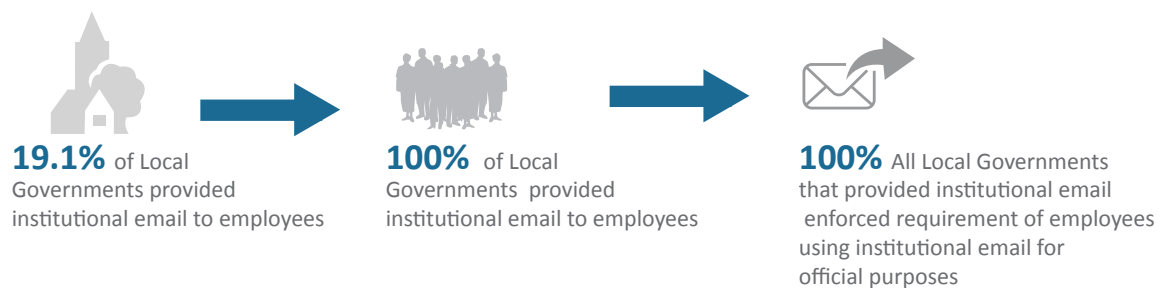 19.1% of Local
Governments provided
institutional email to employees
100% of Local
Governments provided
institutional email to employees
100% All Local Governments
that provided institutional email
enforced requirement of employees
using institutional email for
official purposes